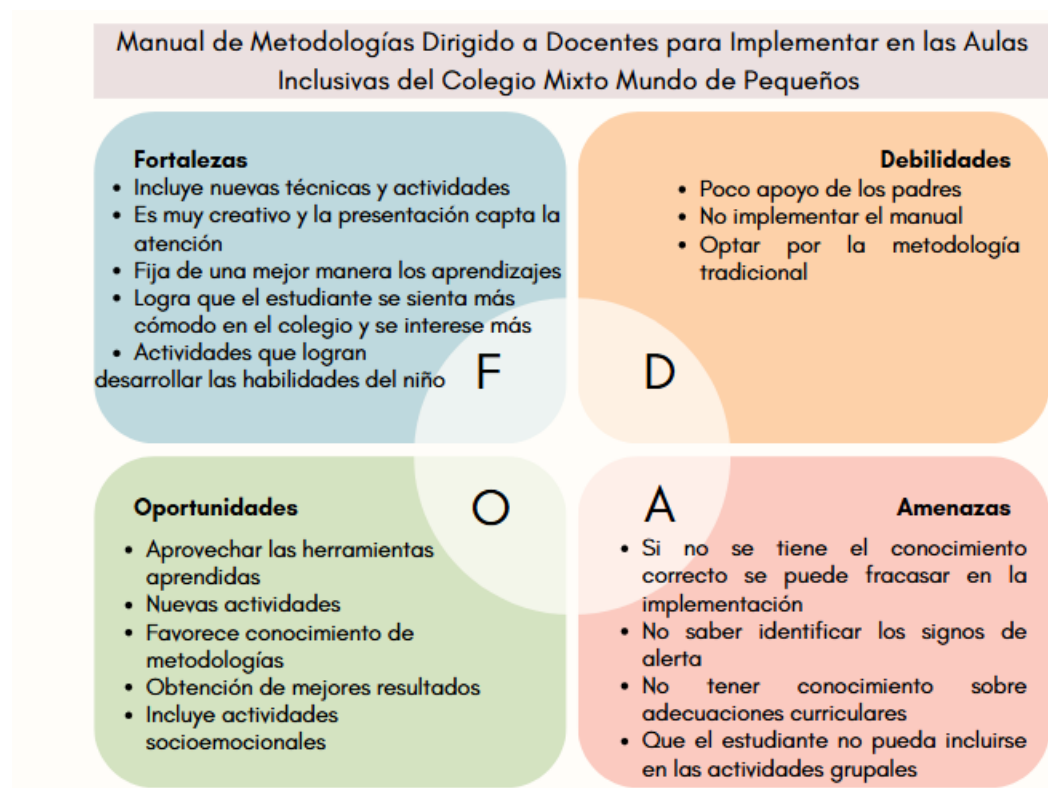 Manual de Metodologías Dirigido a Docentes para Implementar en las Aulas
Inclusivas del Colegio Mixto Mundo de Pequeños
Fortalezas
• Incluye nuevas técnicas y actividades
• Es muy creativo y la presentación capta la
atención
• Fija de una mejor manera los aprendizajes
• Logra que el estudiante se sienta más
cómodo en el colegio y se interese más
• Actividades que logran
desarrollar las habilidades del niño
F
Debilidades
• Poco apoyo de los padres
• No implementar el manual
• Optar por la metodología
tradicional
D
Oportunidades
• Aprovechar las herramientas
aprendidas
• Nuevas actividades
• Favorece conocimiento de
metodologías
• Obtención de mejores resultados
• Incluye actividades
socioemocionales
O
Amenazas
• Si no se tiene el conocimiento
correcto se puede fracasar en la
implementación
• No saber identificar los signos de
alerta
• No tener conocimiento sobre
adecuaciones curriculares
• Que el estudiante no pueda incluirse
en las actividades grupales
A